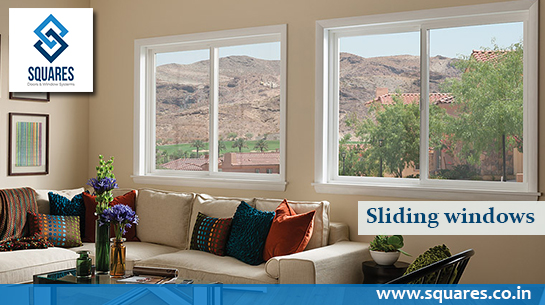 SQUARES
Doors & Window Systems
Sliding windows
www.squares.co.in